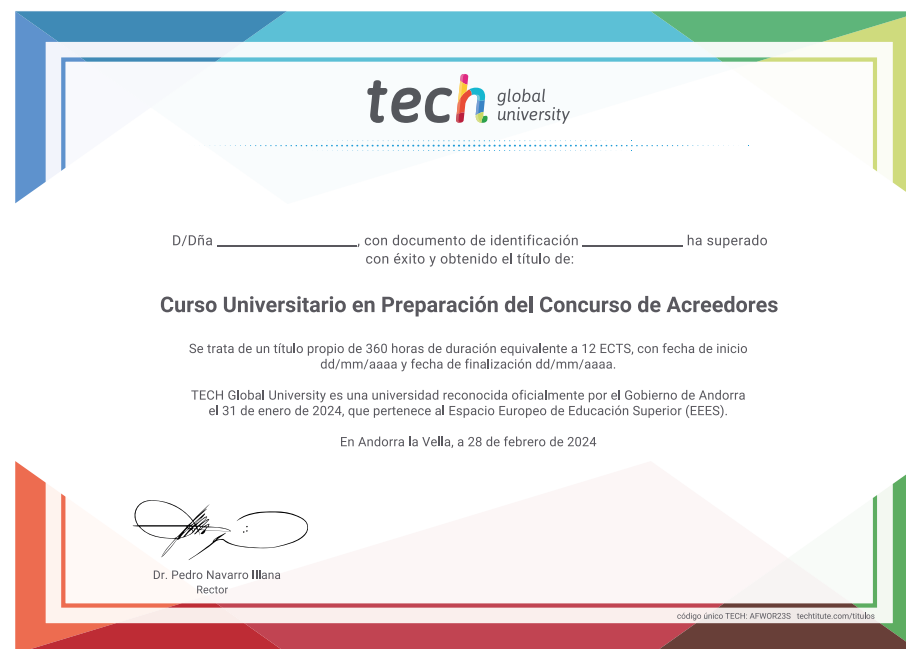 tech global university
D/Dña ____________________, con documento de identificación ______________ ha superado
con éxito y obtenido el título de:
Curso Universitario en Preparación del Concurso de Acreedores
Se trata de un título propio de 360 horas de duración equivalente a 12 ECTS, con fecha de inicio
dd/mm/aaaa y fecha de finalización dd/mm/aaaa.
TECH Global University es una universidad reconocida oficialmente por el Gobierno de Andorra
el 31 de enero de 2024, que pertenece al Espacio Europeo de Educación Superior (EEES).
En Andorra la Vella, a 28 de febrero de 2024
Dr. Pedro Navarro Illana
Rector
código único TECH: AFWOR23S techtitute.com/titulos